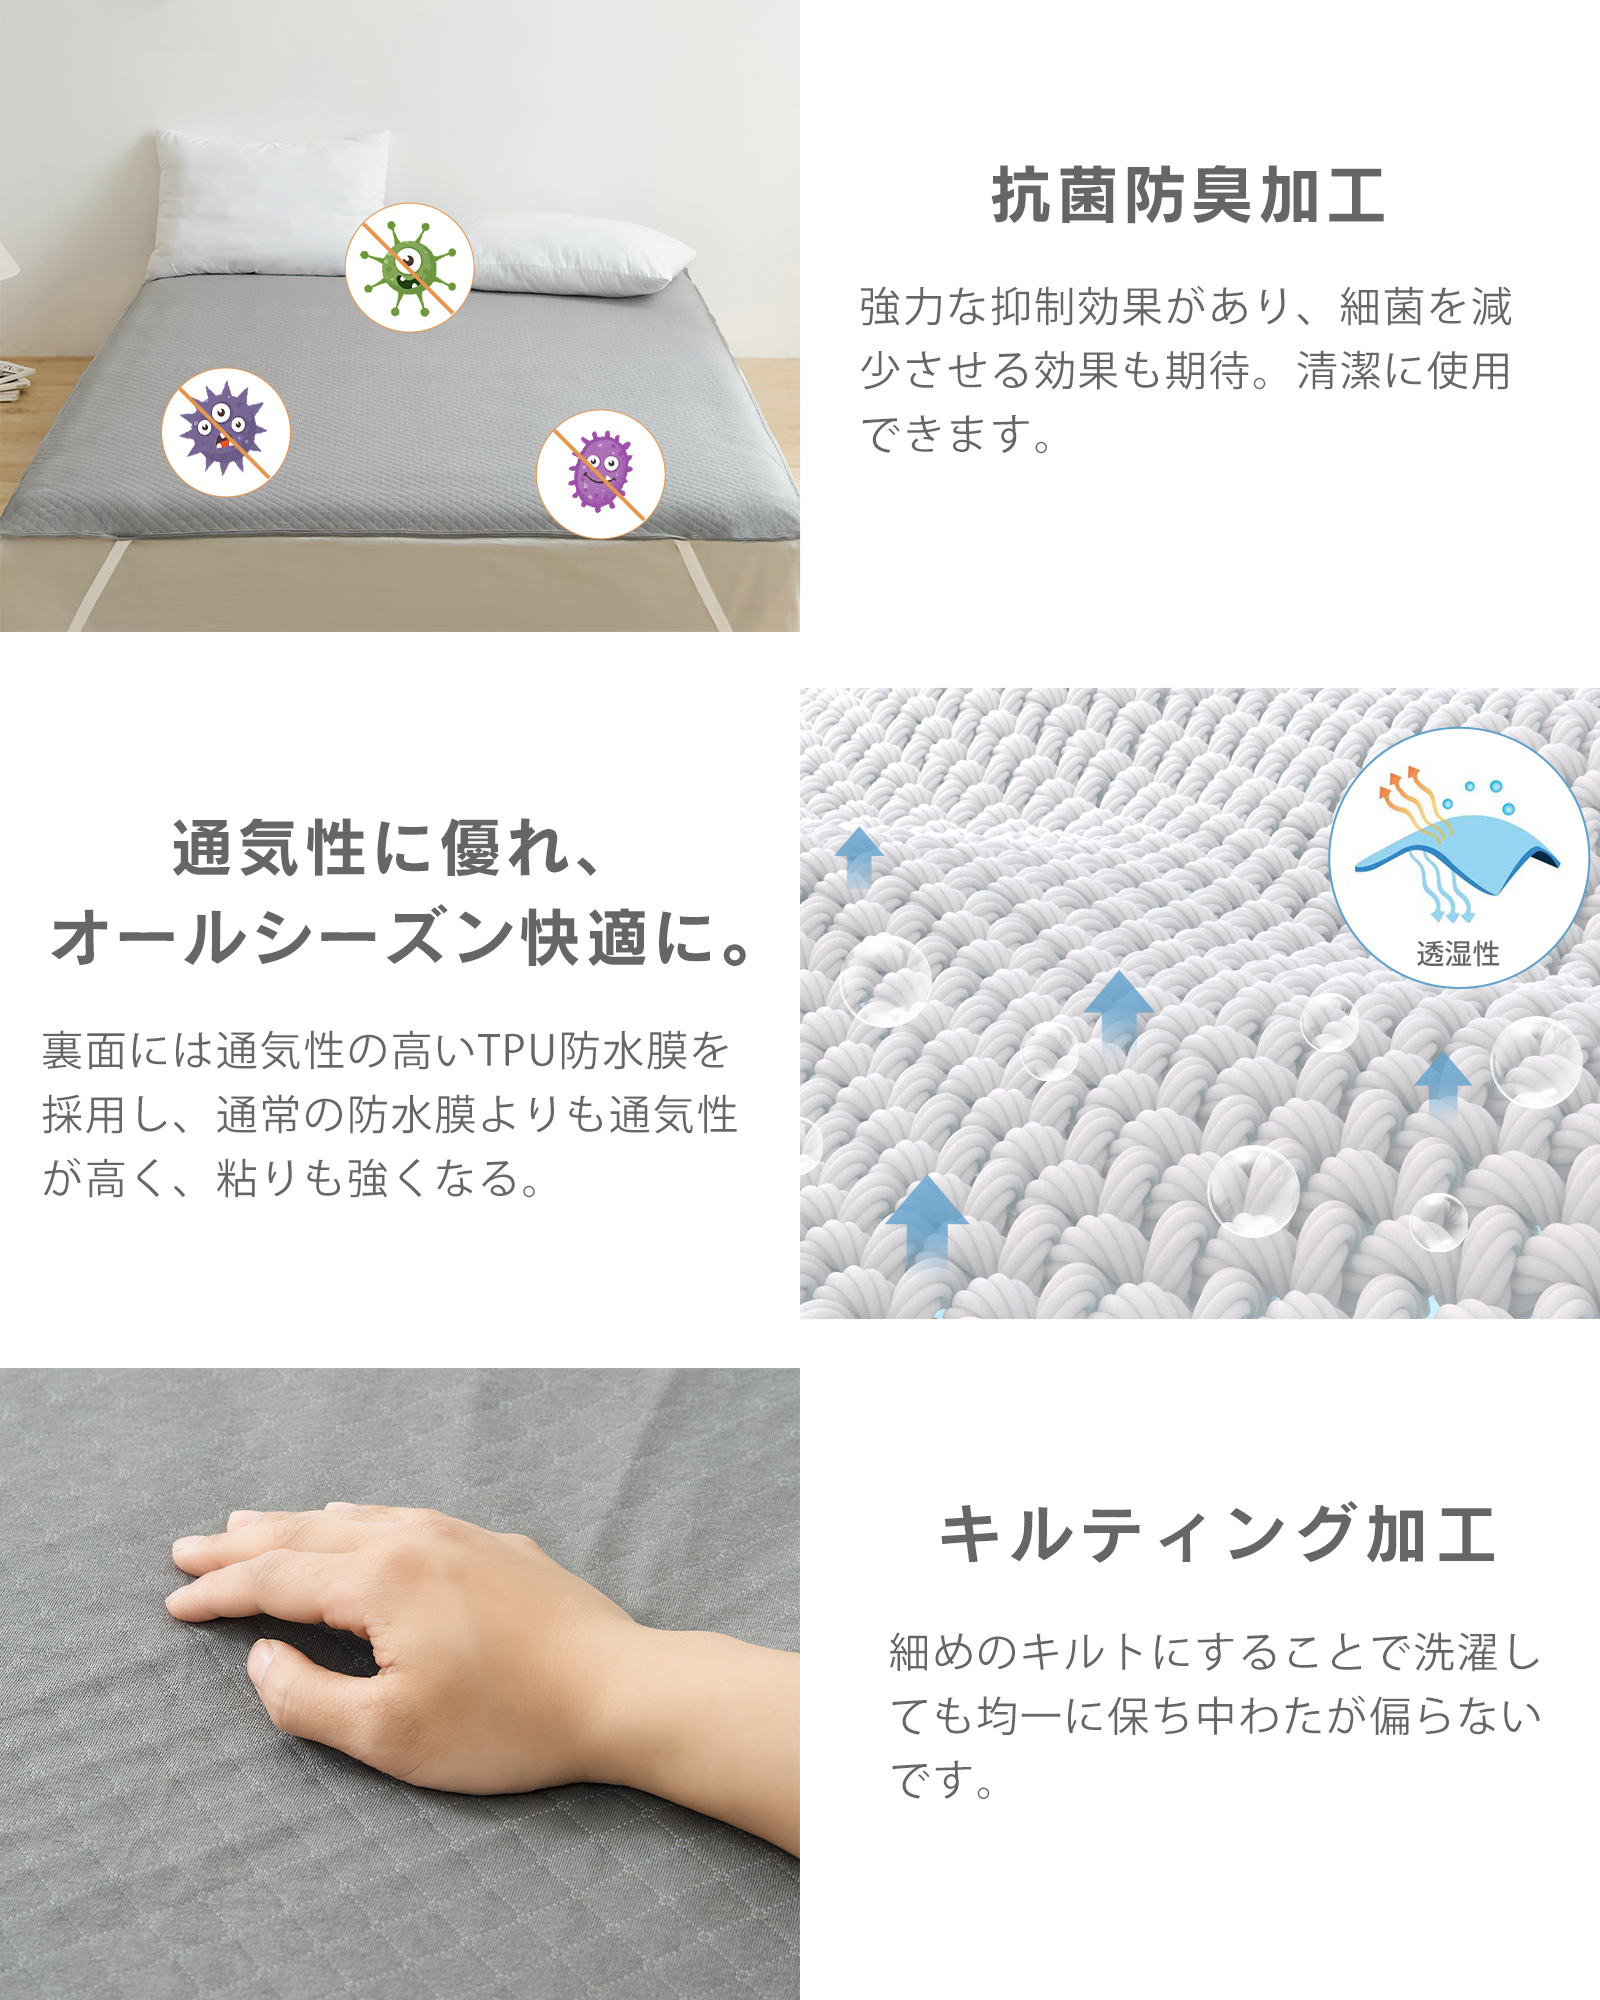 抗菌防臭加工
強力な抑制効果があり、細菌を減
少させる効果も期待。清潔に使用
できます。
通気性に優れ、
オールシーズン快適に。
裏面には通気性の高いTPU防水膜を
採用し、通常の防水膜よりも通気性
が高く、粘りも強くなる。
透湿性
キルティング加工
細めのキルトにすることで洗濯し
ても均一に保ち中わたが偏らない
です。